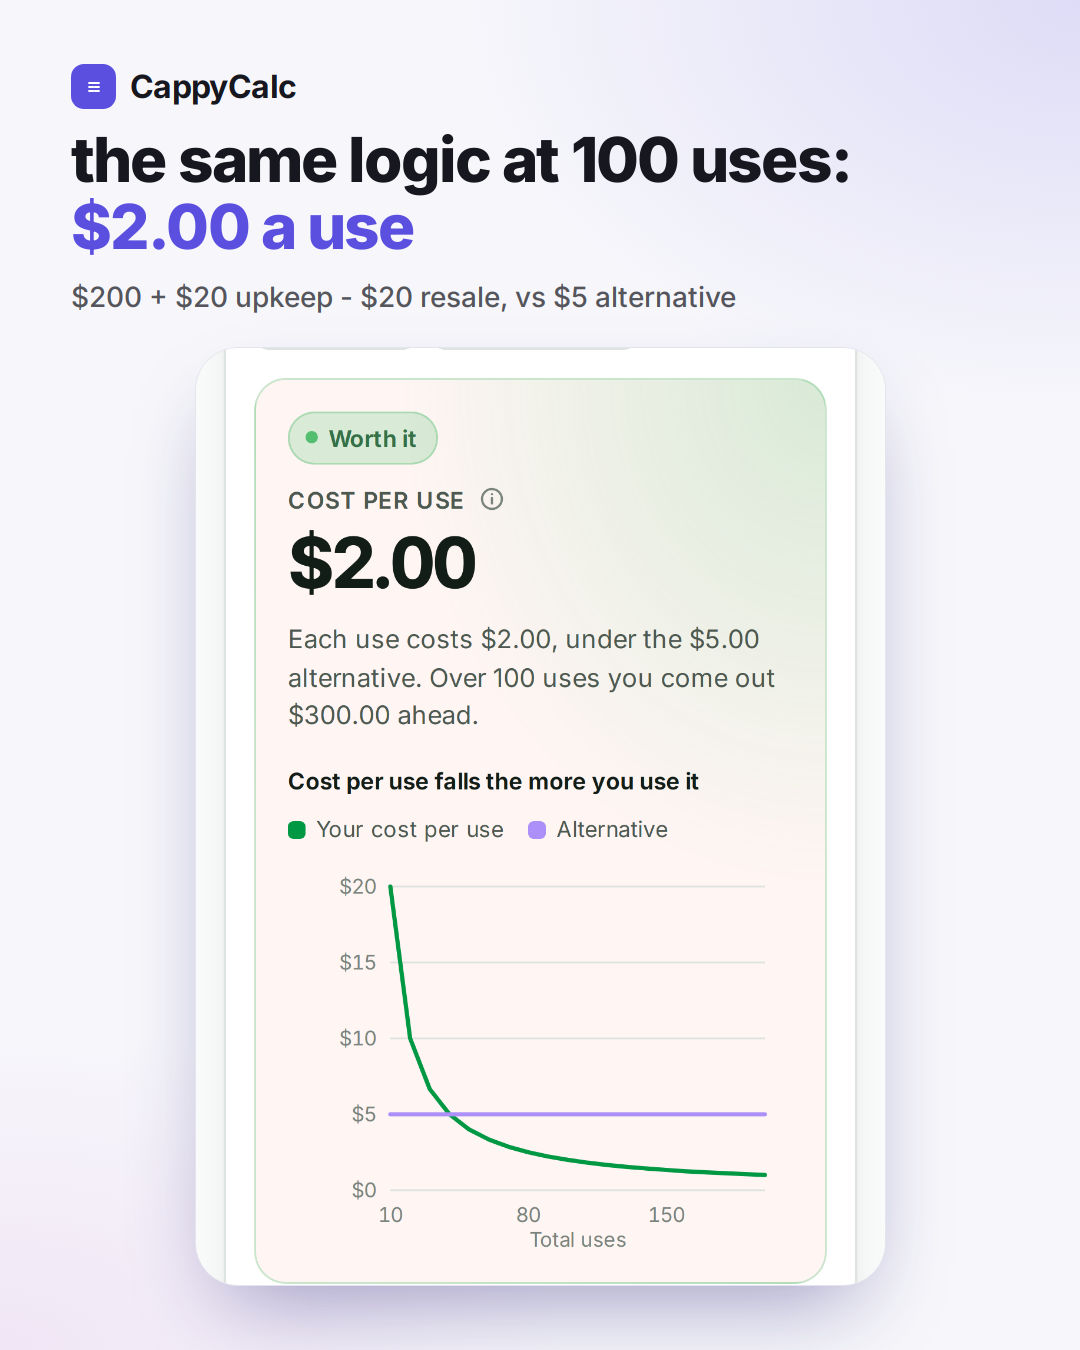 CappyCalc
the same logic at 100 uses:
$2.00 a use
$200 + $20 upkeep - $20 resale, vs $5 alternative
Worth it
COST PER USE
$2.00
Each use costs $2.00, under the $5.00
alternative. Over 100 uses you come out
$300.00 ahead.
Cost per use falls the more you use it
Your cost per use Alternative
$20
$15
$10
$5
$0
10 80 150
Total uses